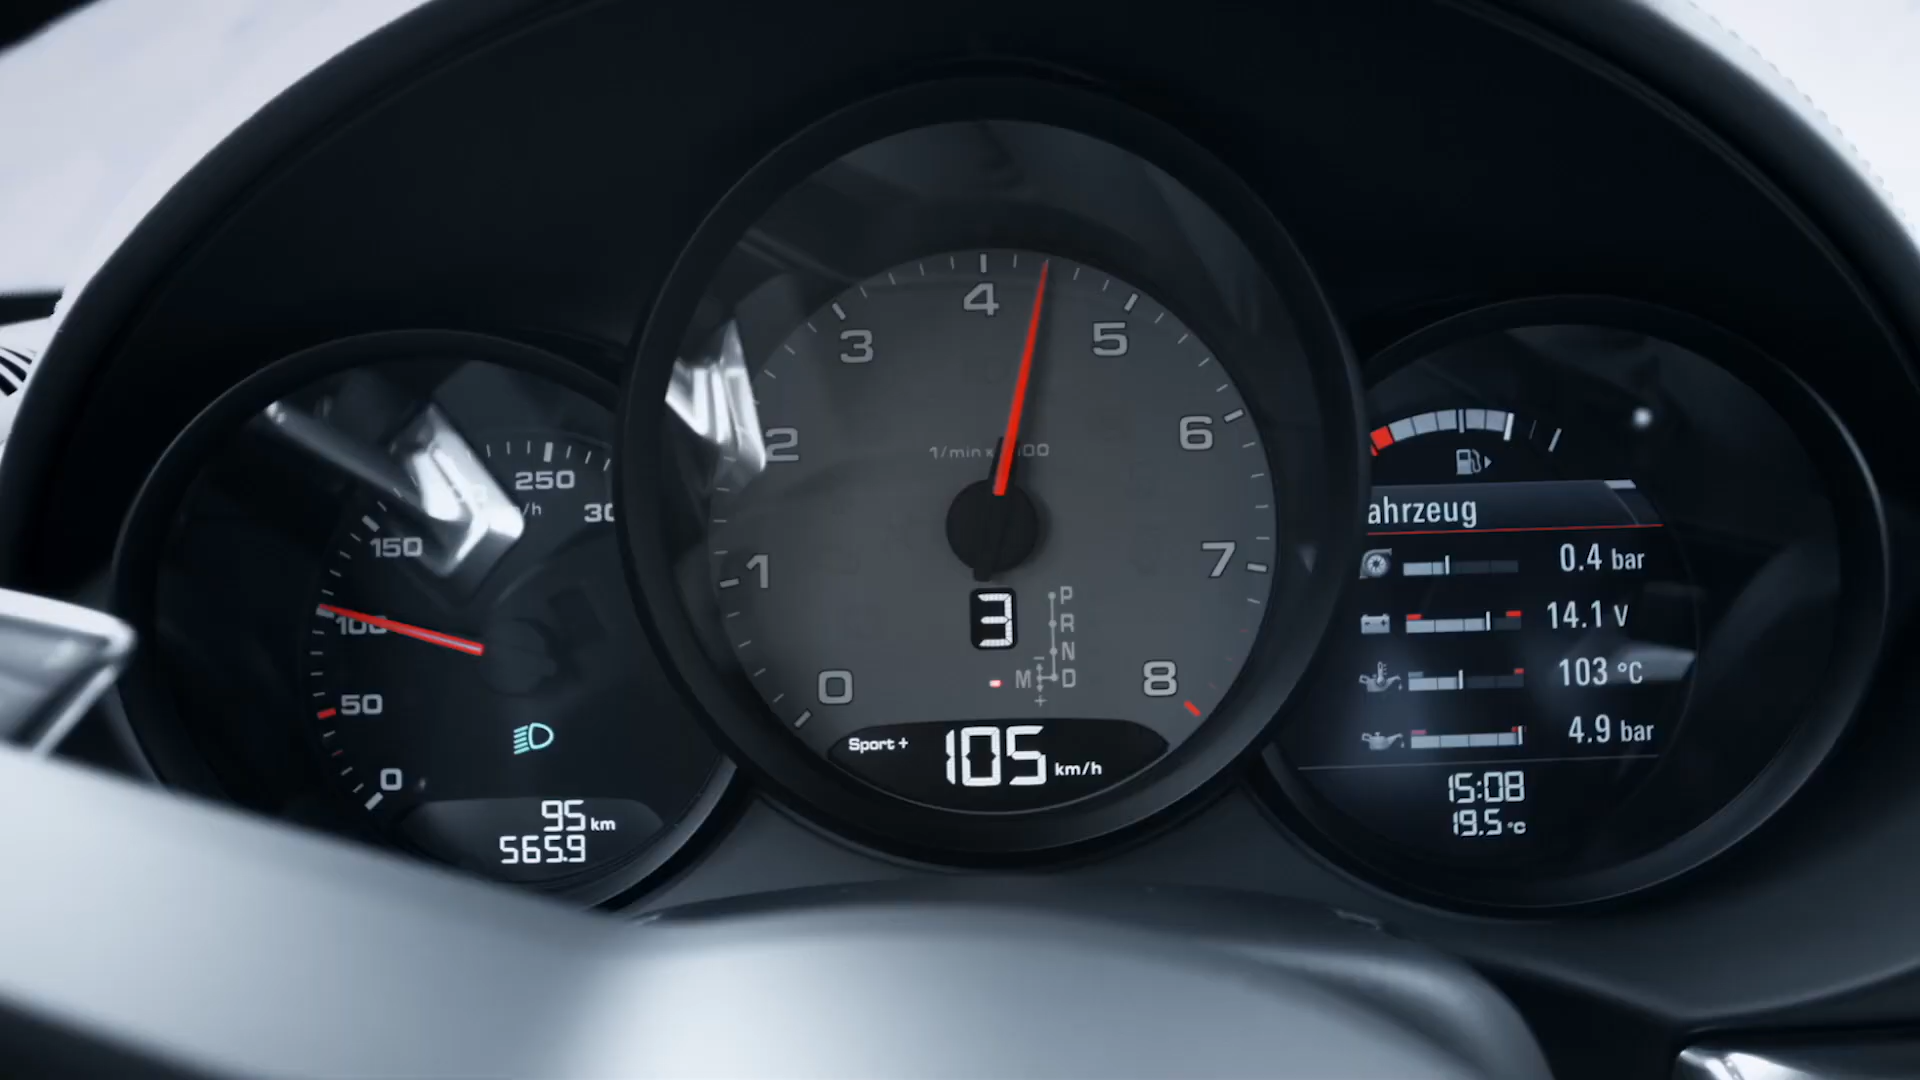 250
km/h
300
150
100
50
0
95 km
565.9
4
3
5
2
6
1/min x 1000
1
7
3
P
R
N
M D
0
8
Sport +
105 km/h
ahrzeug
0.4 bar
14.1 V
103 °C
4.9 bar
15:08
19.5 °C